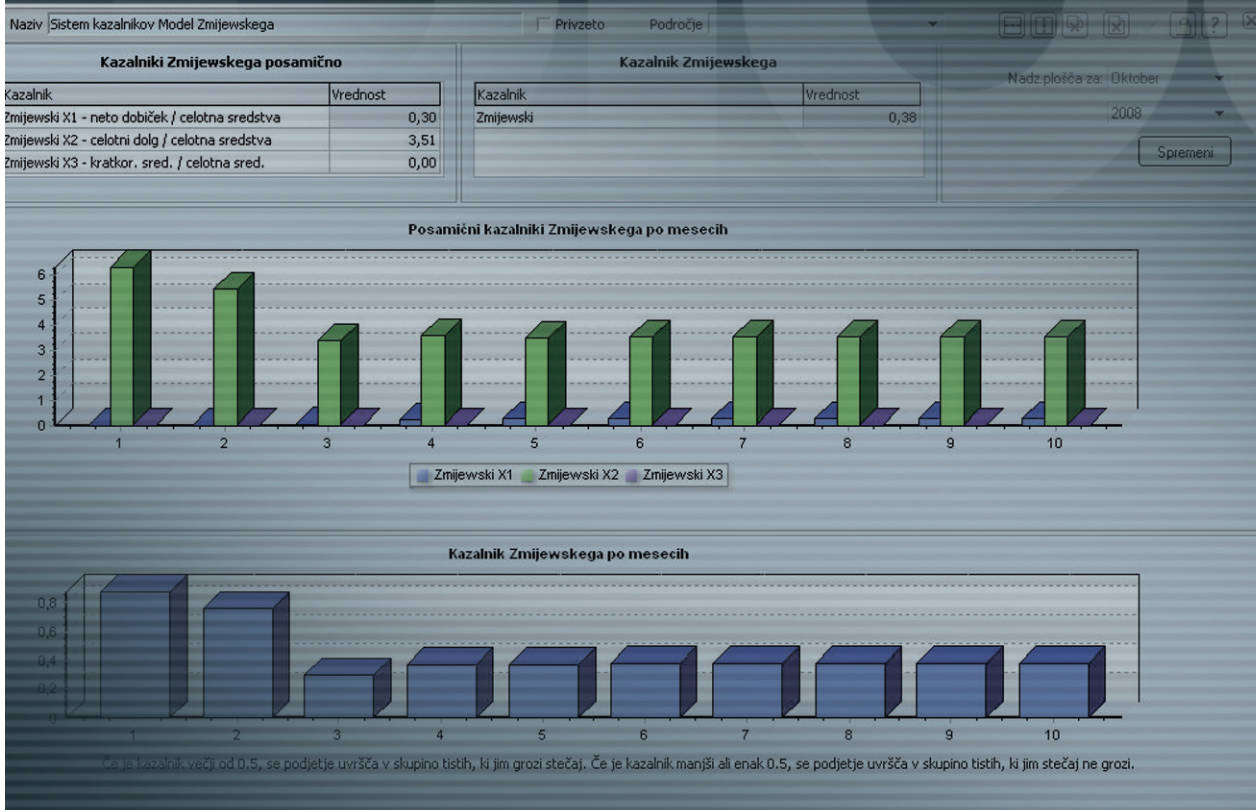 Naziv Sistem kazalnikov Model Zmijewskega Privzeto Področje
Kazalniki Zmijewskega posamično
Kazalnik Vrednost
Zmijewski X1 - neto dobiček / celotna sredstva 0,30
Zmijewski X2 - celotni dolg / celotna sredstva 3,51
Zmijewski X3 - kratkor. sred. / celotna sred. 0,00
Kazalnik Zmijewskega
Kazalnik Vrednost
Zmijewski 0,38
Nadz.plošča za: Oktober
2008
Spremeni
Posamični kazalniki Zmijewskega po mesecih
6
5
4
3
2
1
0
1 2 3 4 5 6 7 8 9 10
Zmijewski X1 Zmijewski X2 Zmijewski X3
Kazalnik Zmijewskega po mesecih
0,8
0,6
0,4
0,2
0
1 2 3 4 5 6 7 8 9 10
Če je kazalnik večji od 0.5, se podjetje uvršča v skupino tistih, ki jim grozi stečaj. Če je kazalnik manjši ali enak 0.5, se podjetje uvršča v skupino tistih, ki jim stečaj ne grozi.